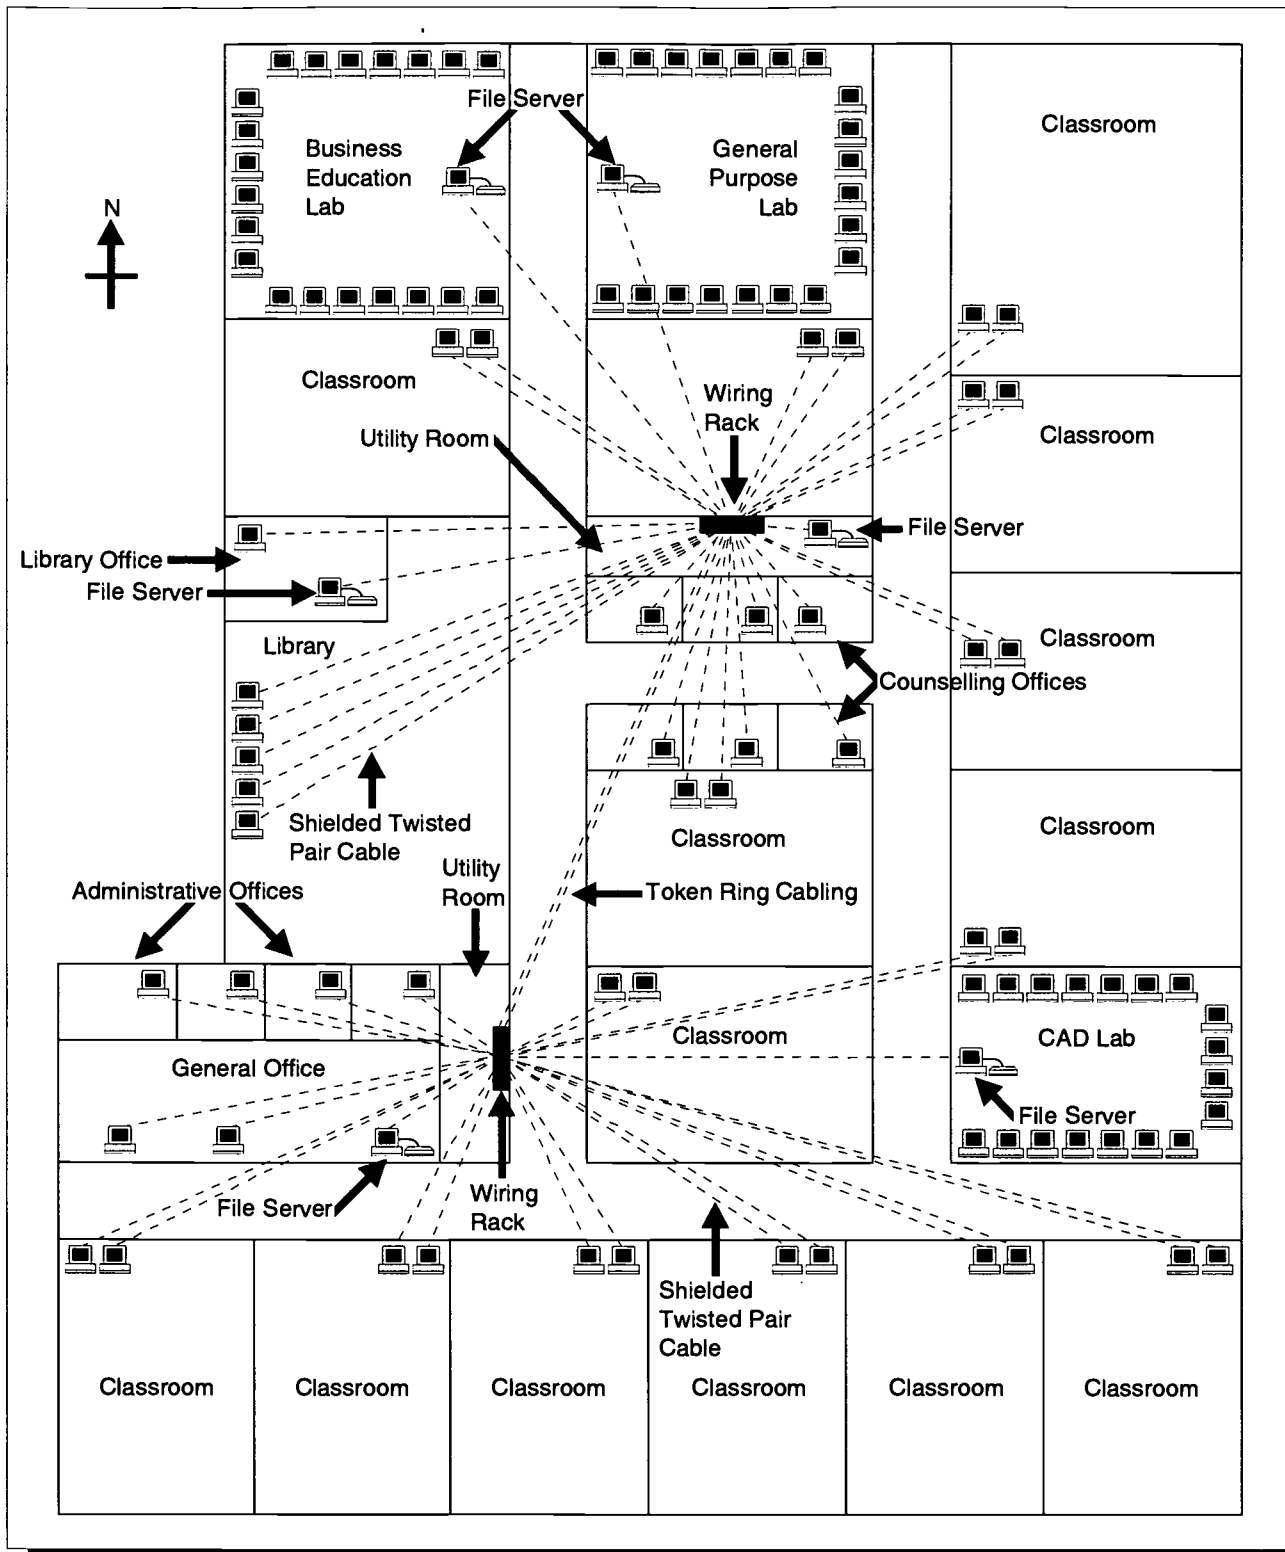 File Server
Classroom
Business
Education
Lab
General
Purpose
Lab
N
Classroom
Wiring
Rack
Utility Room
Classroom
File Server
Library Office
File Server
Library
Classroom
Counselling Offices
Shielded Twisted
Pair Cable
Classroom
Classroom
Utility
Room
Administrative Offices
Token Ring Cabling
General Office
Classroom
CAD Lab
File Server
File Server
Wiring
Rack
Shielded
Twisted Pair
Cable
Classroom
Classroom
Classroom
Classroom
Classroom
Classroom